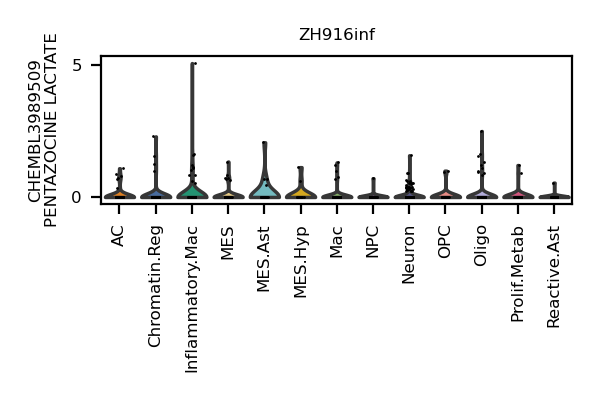 ZH916inf
CHEMBL3989509
PENTAZOCINE LACTATE
5
0
AC
Chromatin.Reg
Inflammatory.Mac
MES
MES.Ast
MES.Hyp
Mac
NPC
Neuron
OPC
Oligo
Prolif.Metab
Reactive.Ast